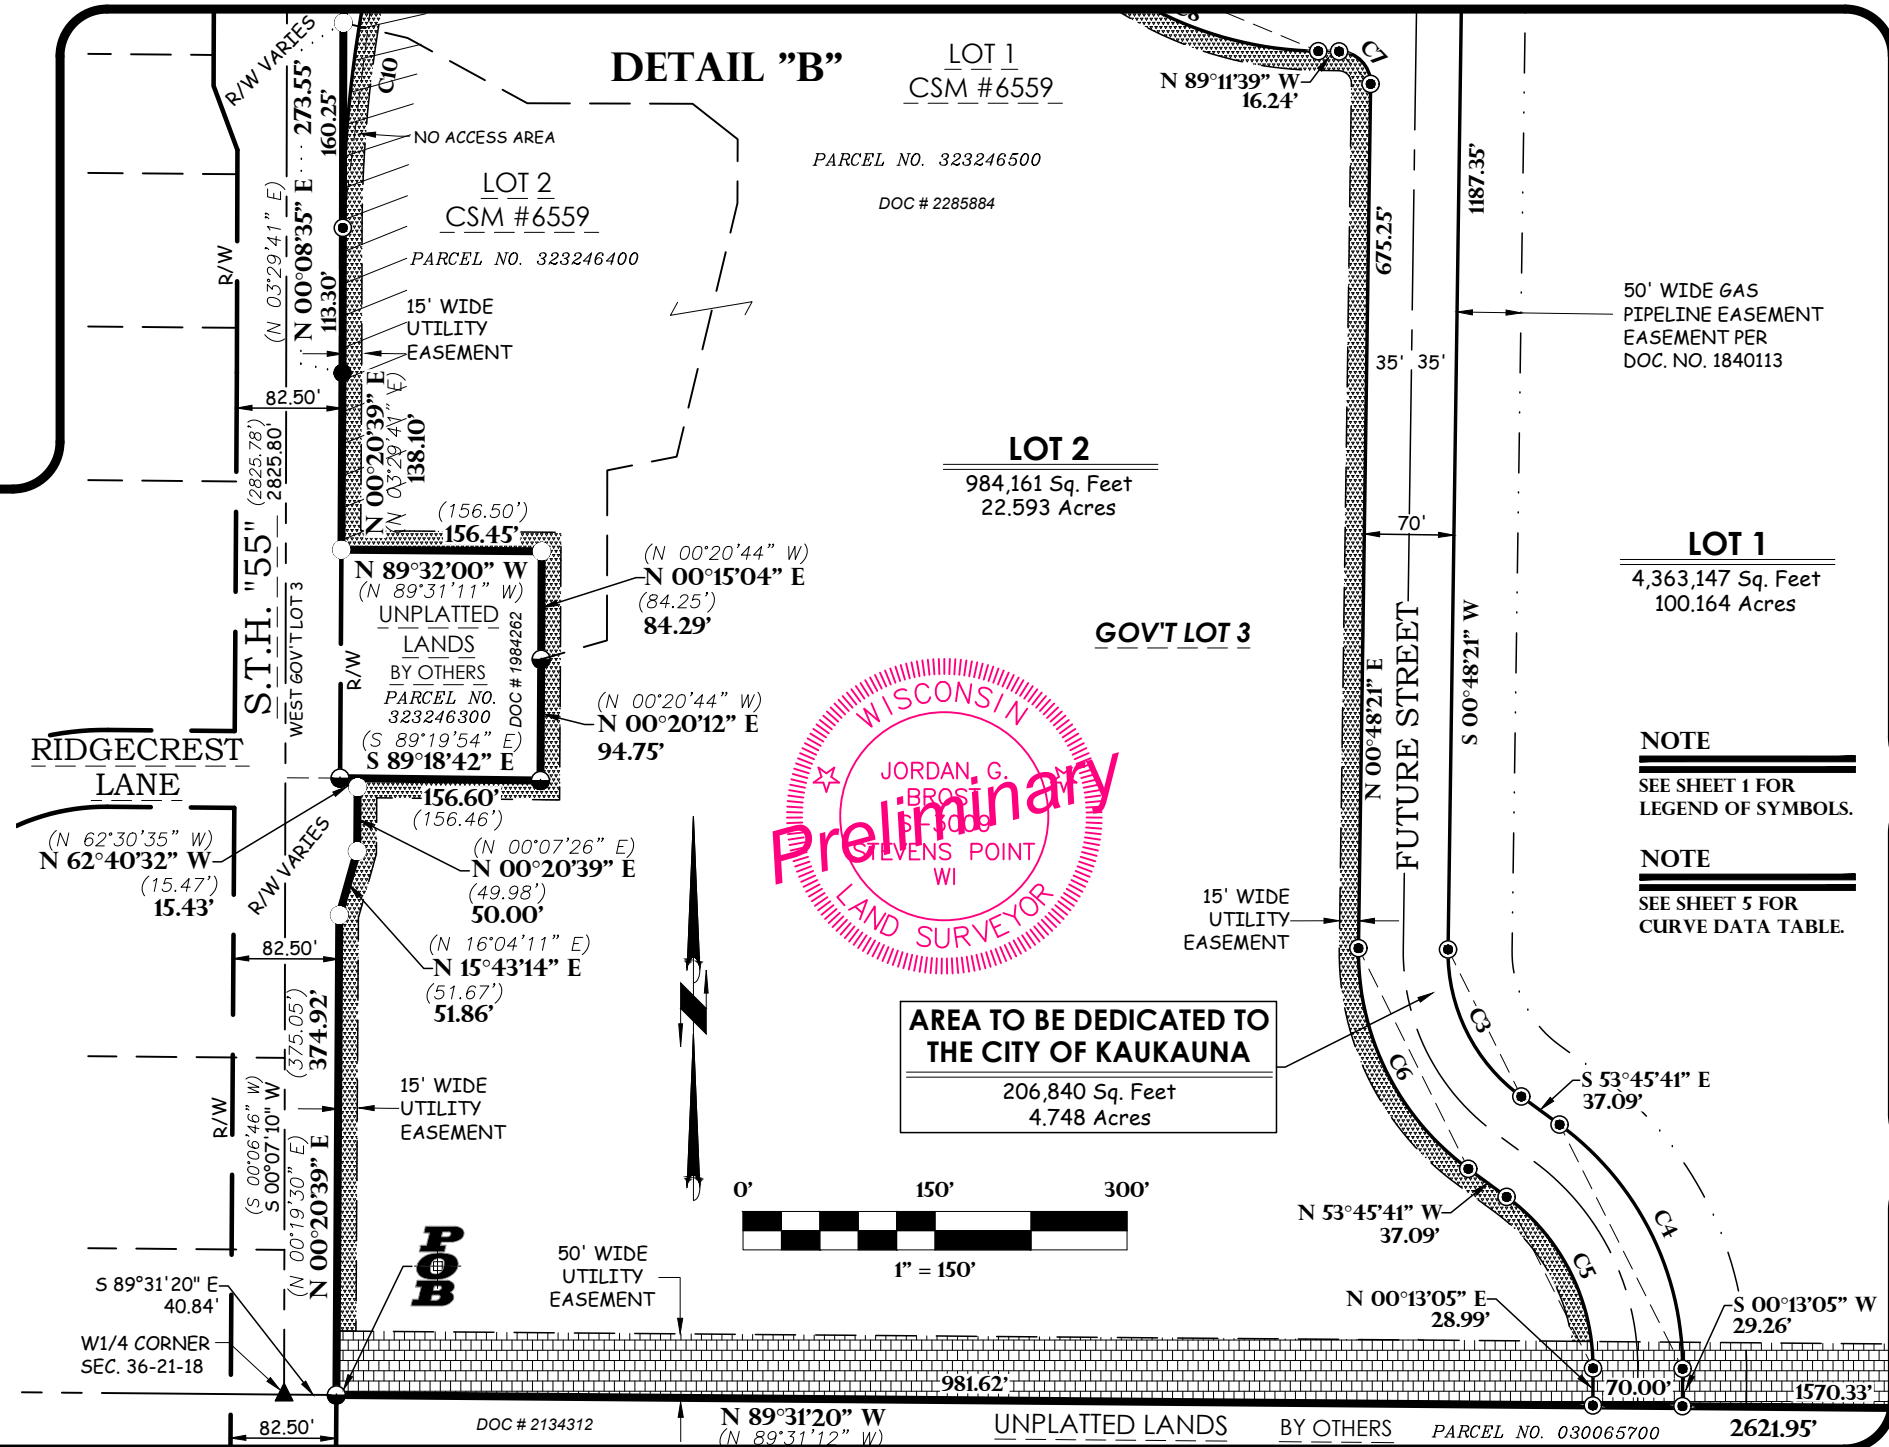 DETAIL "B"
LOT 1
CSM #6559
PARCEL NO. 323246500
DOC # 2285884
C8
C7
N 89°11'39" W
16.24'
R/W VARIES
273.55'
160.25'
C10
NO ACCESS AREA
LOT 2
CSM #6559
PARCEL NO. 323246400
(N 03°29'41" E)
N 00°08'35" E
113.30'
R/W
15' WIDE
UTILITY
EASEMENT
82.50'
(2825.78')
2825.80'
N 00°20'39" E
(N 03°29'41" E)
138.10'
1187.35'
675.25'
50' WIDE GAS
PIPELINE EASEMENT
EASEMENT PER
DOC. NO. 1840113
35' 35'
LOT 2
984,161 Sq. Feet
22.593 Acres
70'
LOT 1
4,363,147 Sq. Feet
100.164 Acres
(156.50')
156.45'
N 89°32'00" W
(N 89°31'11" W)
UNPLATTED
LANDS
BY OTHERS
PARCEL NO.
323246300
DOC # 1984262
(S 89°19'54" E)
S 89°18'42" E
156.60'
(156.46')
(N 00°20'44" W)
N 00°15'04" E
(84.25')
84.29'
(N 00°20'44" W)
N 00°20'12" E
94.75'
GOV'T LOT 3
S.T.H. "55"
WEST GOV'T LOT 3
R/W
RIDGECREST
LANE
N 00°48'21" E
FUTURE STREET
S 00°48'21" W
WISCONSIN
JORDAN G.
BROST
S-3009
STEVENS POINT
WI
LAND SURVEYOR
Preliminary
NOTE
SEE SHEET 1 FOR
LEGEND OF SYMBOLS.
NOTE
SEE SHEET 5 FOR
CURVE DATA TABLE.
(N 62°30'35" W)
N 62°40'32" W
(15.47')
15.43'
R/W VARIES
(N 00°07'26" E)
N 00°20'39" E
(49.98')
50.00'
(N 16°04'11" E)
N 15°43'14" E
(51.67')
51.86'
82.50'
(375.05')
374.92'
15' WIDE
UTILITY
EASEMENT
15' WIDE
UTILITY
EASEMENT
AREA TO BE DEDICATED TO
THE CITY OF KAUKAUNA
206,840 Sq. Feet
4.748 Acres
C3
C6
S 53°45'41" E
37.09'
R/W
(S 00°06'46" W)
S 00°07'10" W
(N 00°19'30" E)
N 00°20'39" E
0' 150' 300'
1" = 150'
N 53°45'41" W
37.09'
C4
C5
POB
50' WIDE
UTILITY
EASEMENT
S 89°31'20" E
40.84'
W1/4 CORNER
SEC. 36-21-18
N 00°13'05" E
28.99'
S 00°13'05" W
29.26'
981.62'
70.00'
1570.33'
82.50'
DOC # 2134312
N 89°31'20" W
(N 89°31'12" W)
UNPLATTED LANDS BY OTHERS PARCEL NO. 030065700
2621.95'